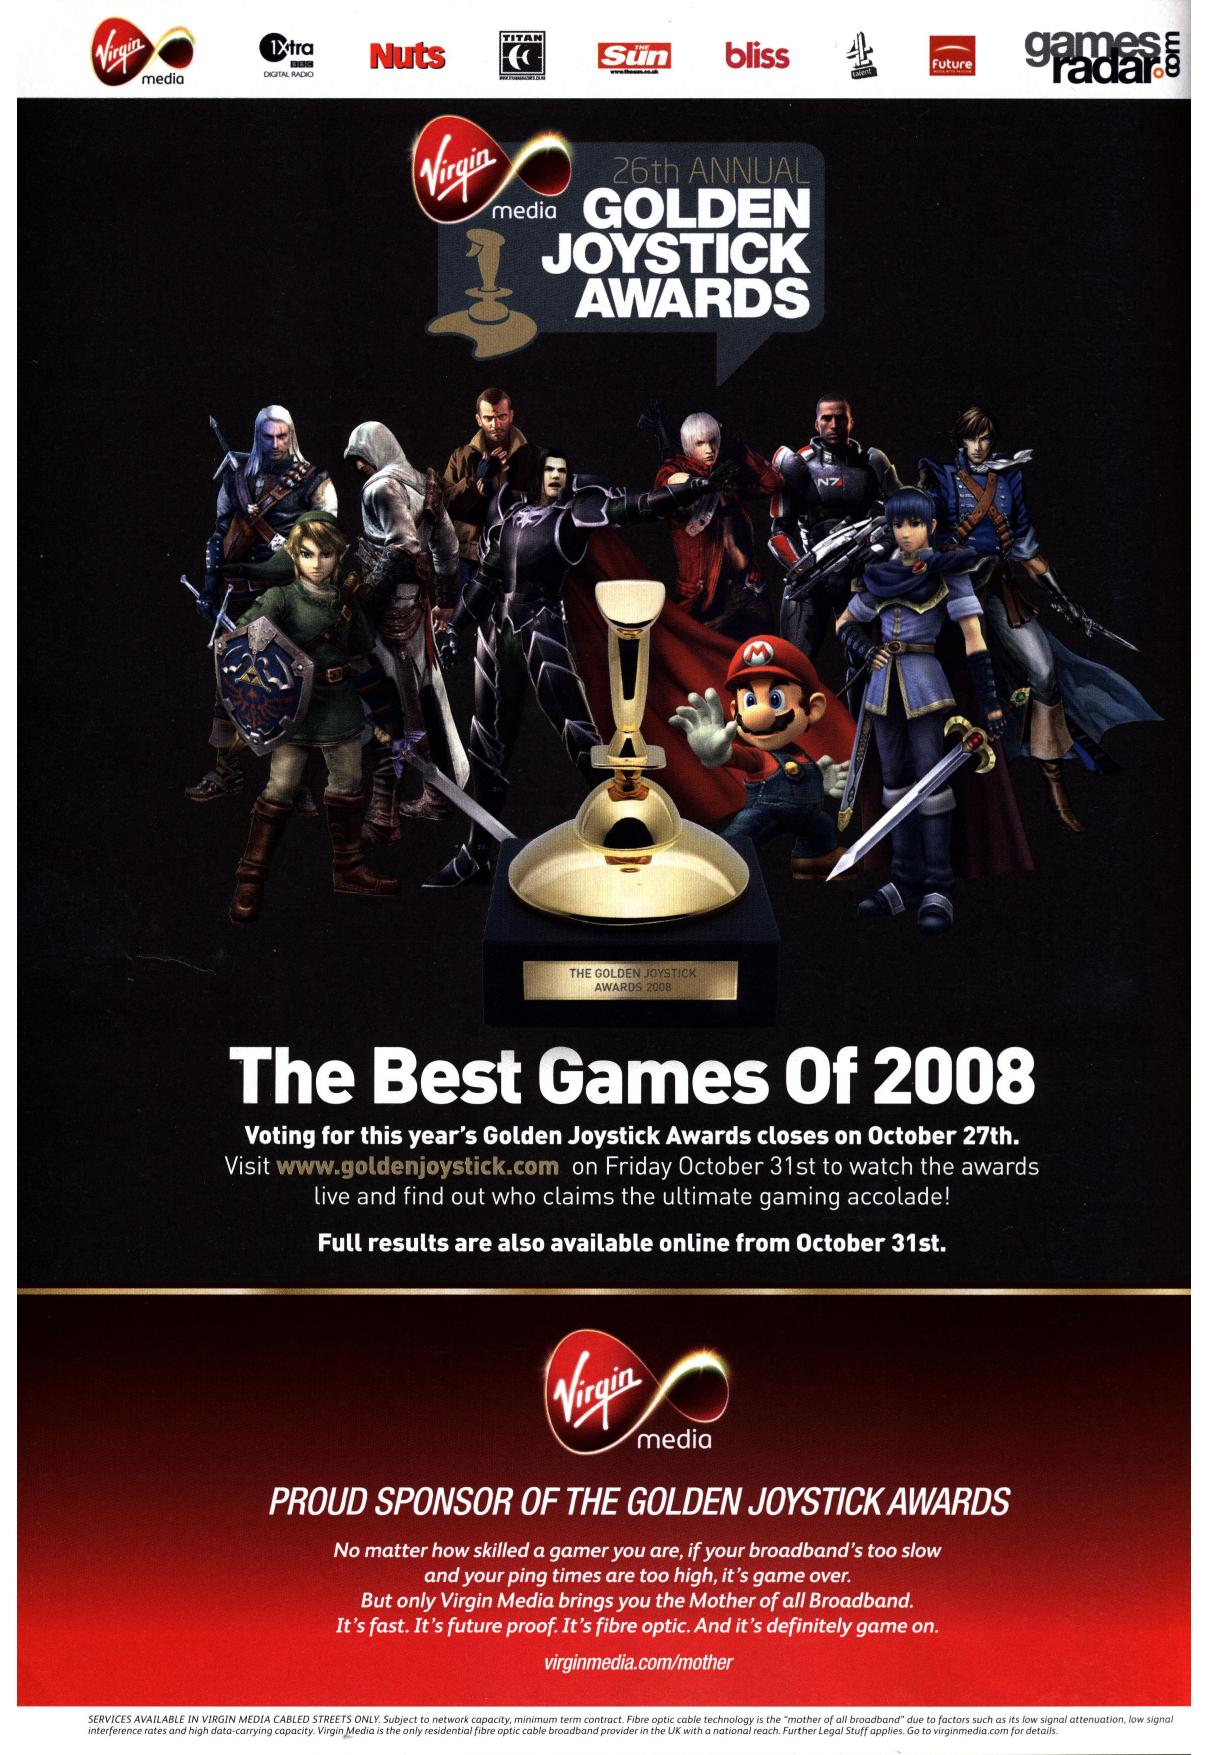 Virgin media
1Xtra BBC DIGITAL RADIO
Nuts
TITAN
THE Sun www.thesun.co.uk
bliss
4 talent
Future
gamesradar.com
Virgin media
26th ANNUAL
GOLDEN
JOYSTICK
AWARDS
N7
M
THE GOLDEN JOYSTICK
AWARDS 2008
The Best Games Of 2008
Voting for this year's Golden Joystick Awards closes on October 27th.
Visit www.goldenjoystick.com on Friday October 31st to watch the awards
live and find out who claims the ultimate gaming accolade!
Full results are also available online from October 31st.
Virgin media
PROUD SPONSOR OF THE GOLDEN JOYSTICK AWARDS
No matter how skilled a gamer you are, if your broadband's too slow
and your ping times are too high, it's game over.
But only Virgin Media brings you the Mother of all Broadband.
It's fast. It's future proof. It's fibre optic. And it's definitely game on.
virginmedia.com/mother
SERVICES AVAILABLE IN VIRGIN MEDIA CABLED STREETS ONLY. Subject to network capacity, minimum term contract. Fibre optic cable technology is the "mother of all broadband" due to factors such as its low signal attenuation, low signal
interference rates and high data-carrying capacity. Virgin Media is the only residential fibre optic cable broadband provider in the UK with a national reach. Further Legal Stuff applies. Go to virginmedia.com for details.